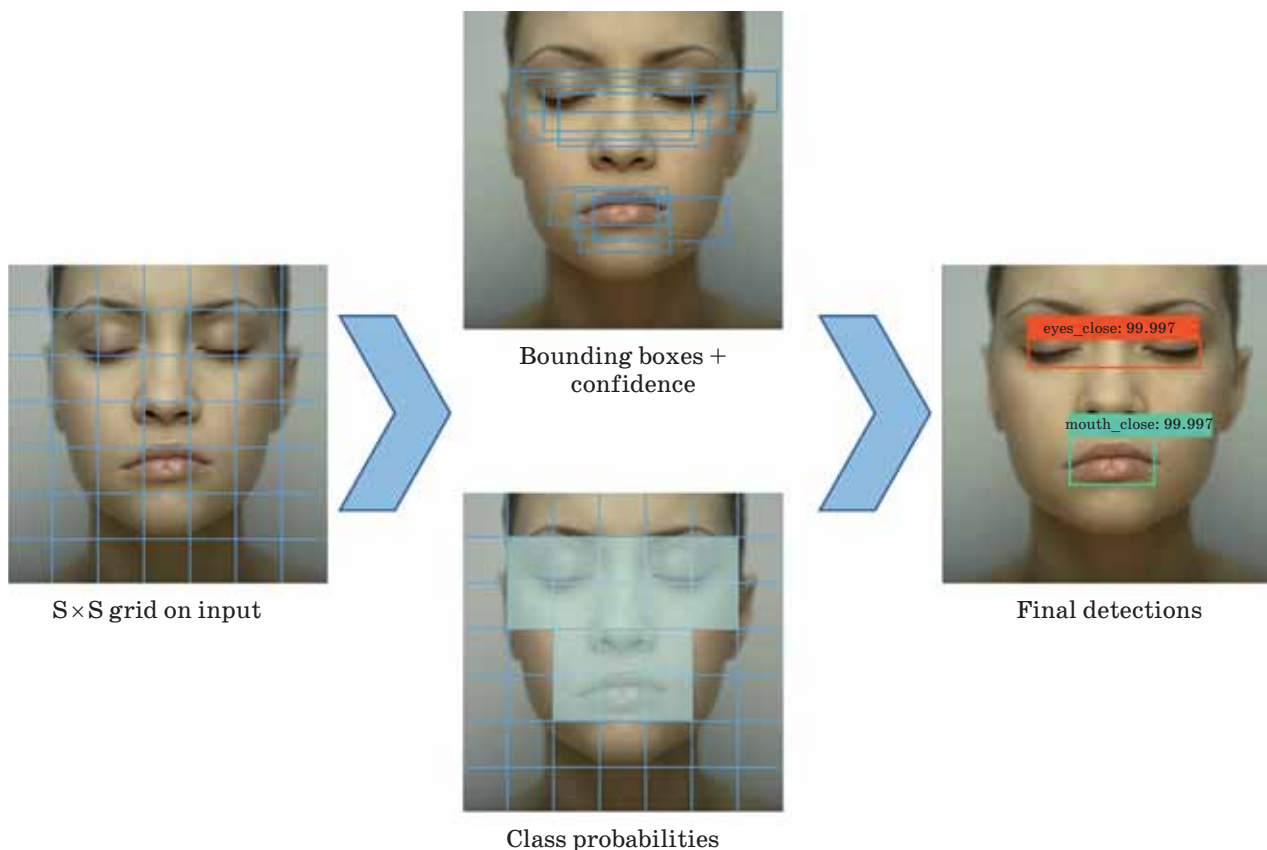 S×S grid on input
Bounding boxes +
confidence
Class probabilities
eyes_close: 99.997
mouth_close: 99.997
Final detections